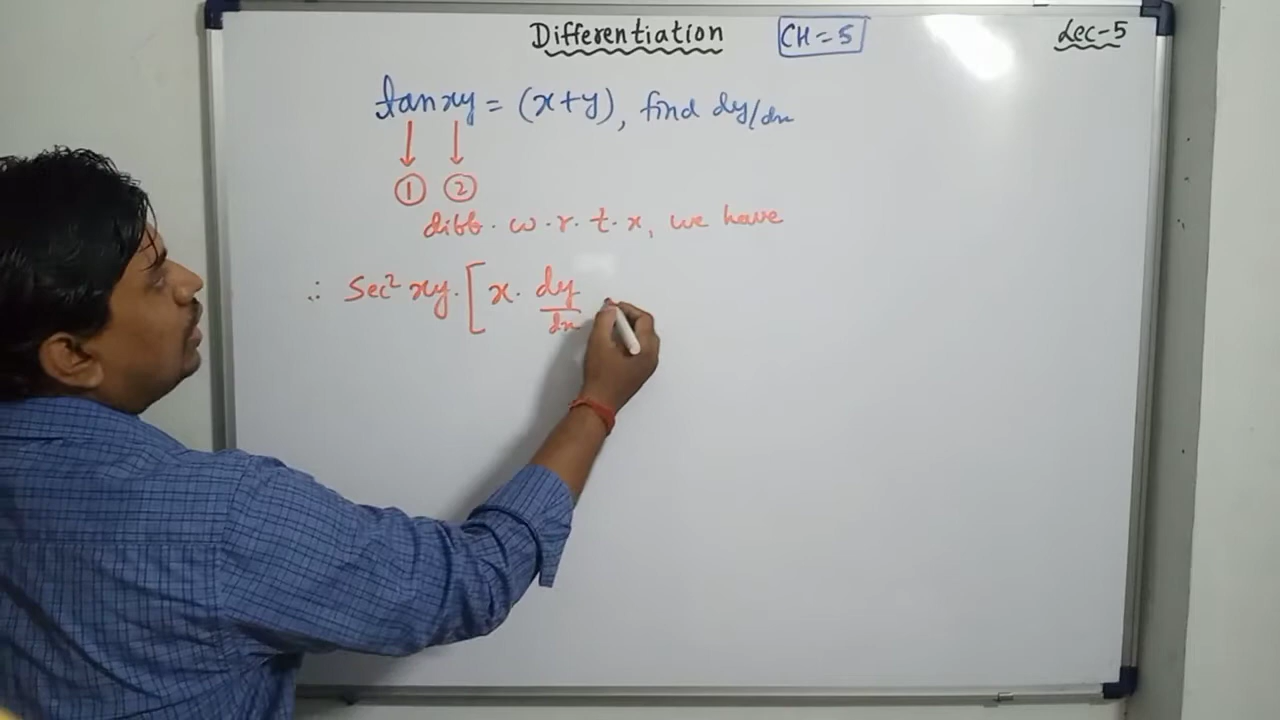 Differentiation CH = 5 Lec-5
tan xy = (x+y), find dy/dx
① ②
diff. w.r.t. x, we have
∴ Sec² xy. [x. dy/dx